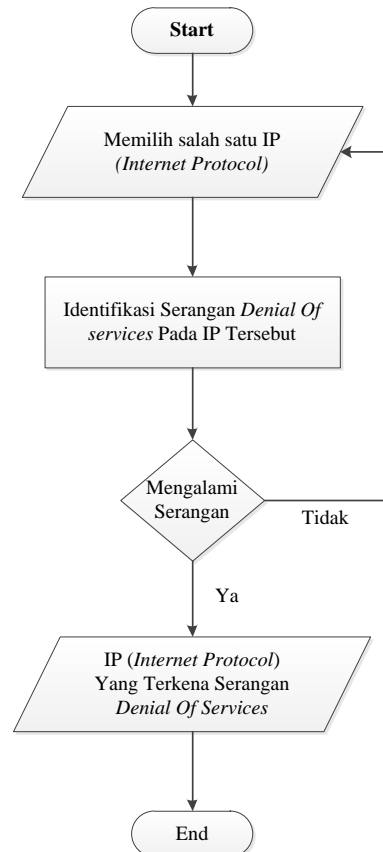 Start
Memilih salah satu IP
(Internet Protocol)
Identifikasi Serangan Denial Of
services Pada IP Tersebut
Mengalami
Serangan
Tidak
Ya
IP (Internet Protocol)
Yang Terkena Serangan
Denial Of Services
End